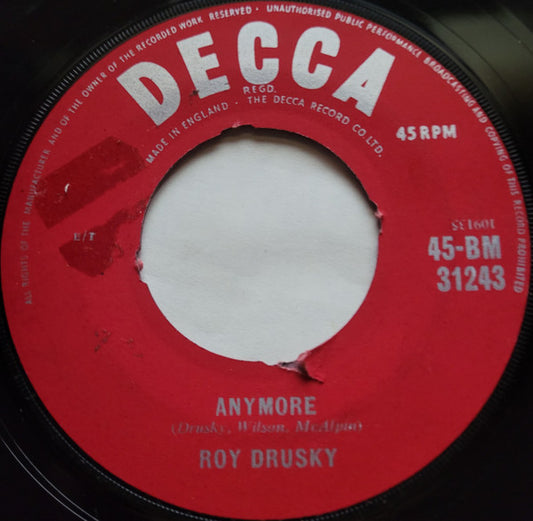 ALL RIGHTS OF THE MANUFACTURER AND OF THE OWNER OF THE RECORDED WORK RESERVED · UNAUTHORISED PUBLIC PERFORMANCE BROADCASTING AND COPYING OF THIS RECORD PROHIBITED
DECCA
REGD.
MADE IN ENGLAND · THE DECCA RECORD CO. LTD.
45 RPM
E/T
SE1601
45-BM
31243
ANYMORE
(Drusky, Wilson, McAlpin)
ROY DRUSKY